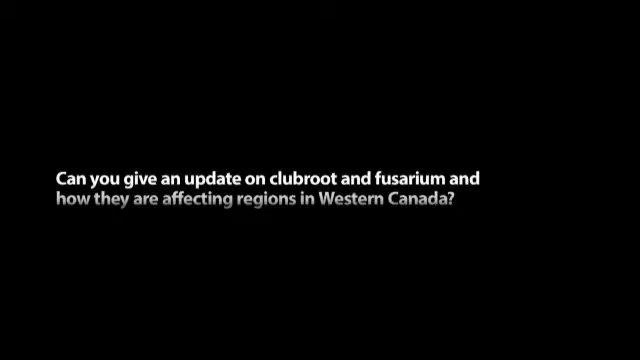 Can you give an update on clubroot and fusarium and
how they are affecting regions in Western Canada?